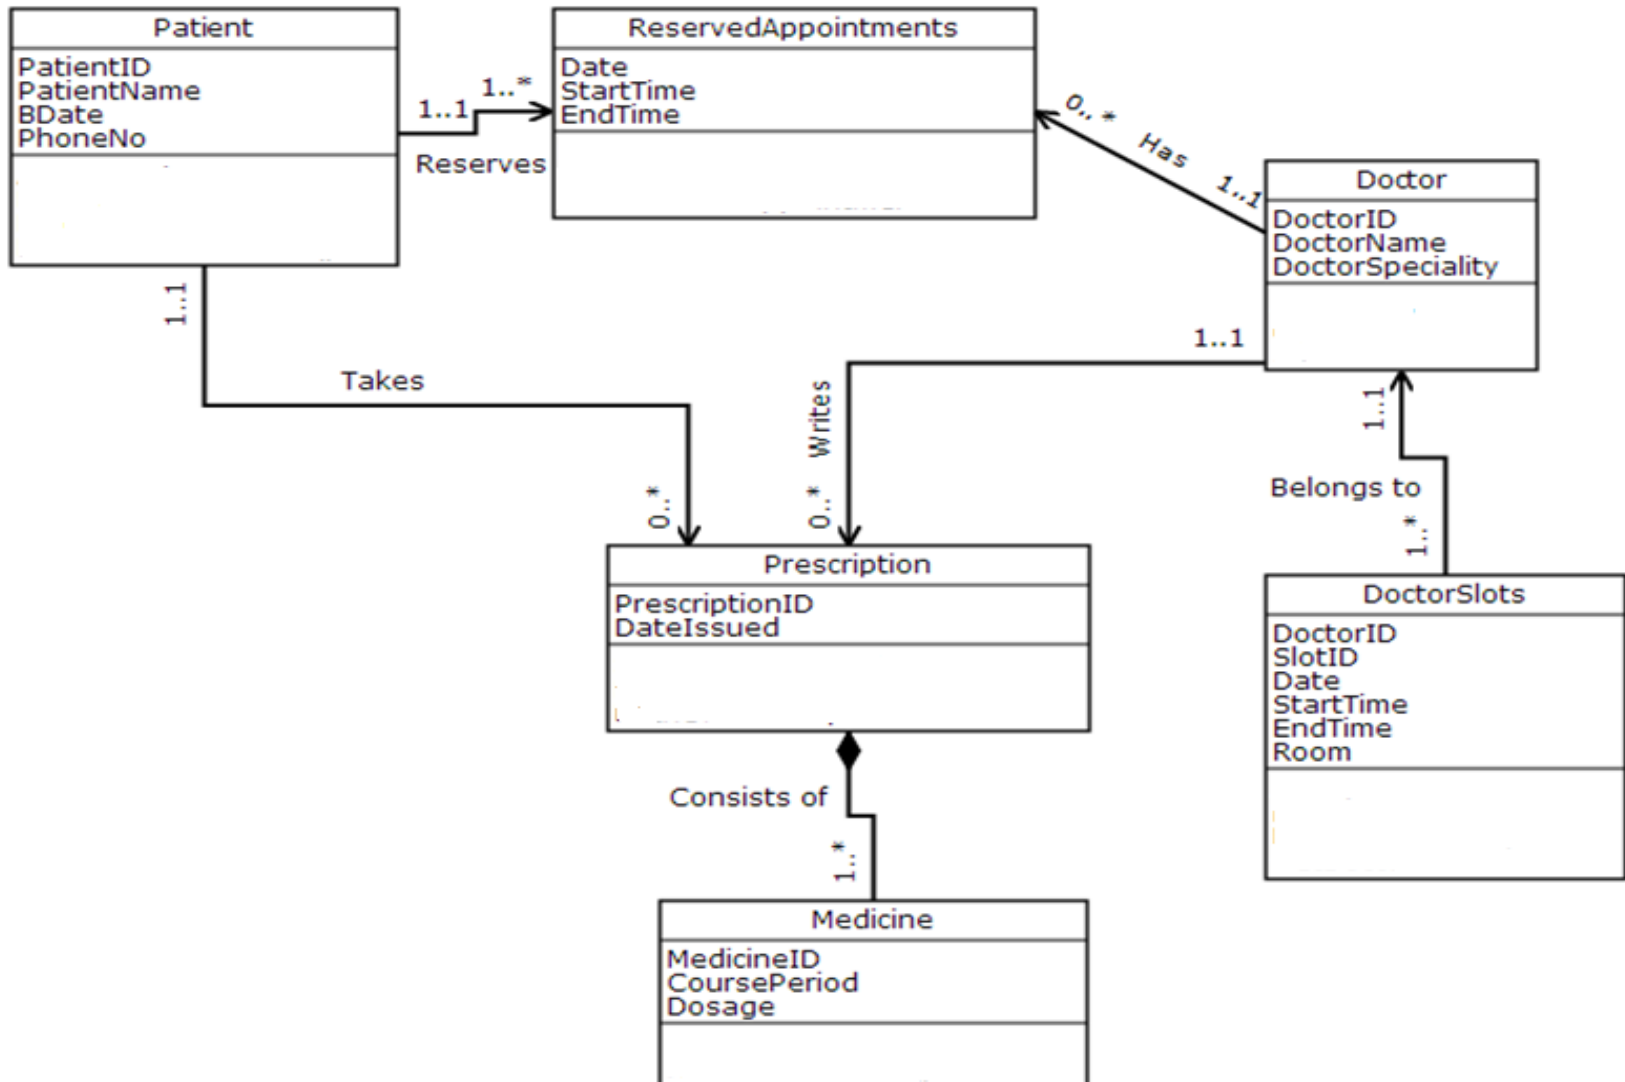 Patient
PatientID
PatientName
BDate
PhoneNo
1..1
1..*
Reserves
ReservedAppointments
Date
StartTime
EndTime
0..*
Has
1..1
Doctor
DoctorID
DoctorName
DoctorSpeciality
1..1
Takes
0..*
1..1
Writes
0..*
1..1
Belongs to
1..*
Prescription
PrescriptionID
DateIssued
DoctorSlots
DoctorID
SlotID
Date
StartTime
EndTime
Room
Consists of
1..*
Medicine
MedicineID
CoursePeriod
Dosage